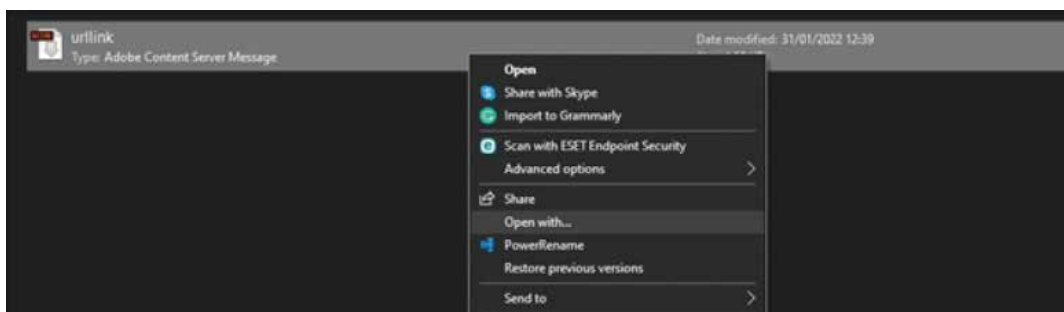 urllink
Type: Adobe Content Server Message
Date modified: 31/01/2022 12:39
Open
Share with Skype
Import to Grammarly
Scan with ESET Endpoint Security
Advanced options
Share
Open with...
PowerRename
Restore previous versions
Send to